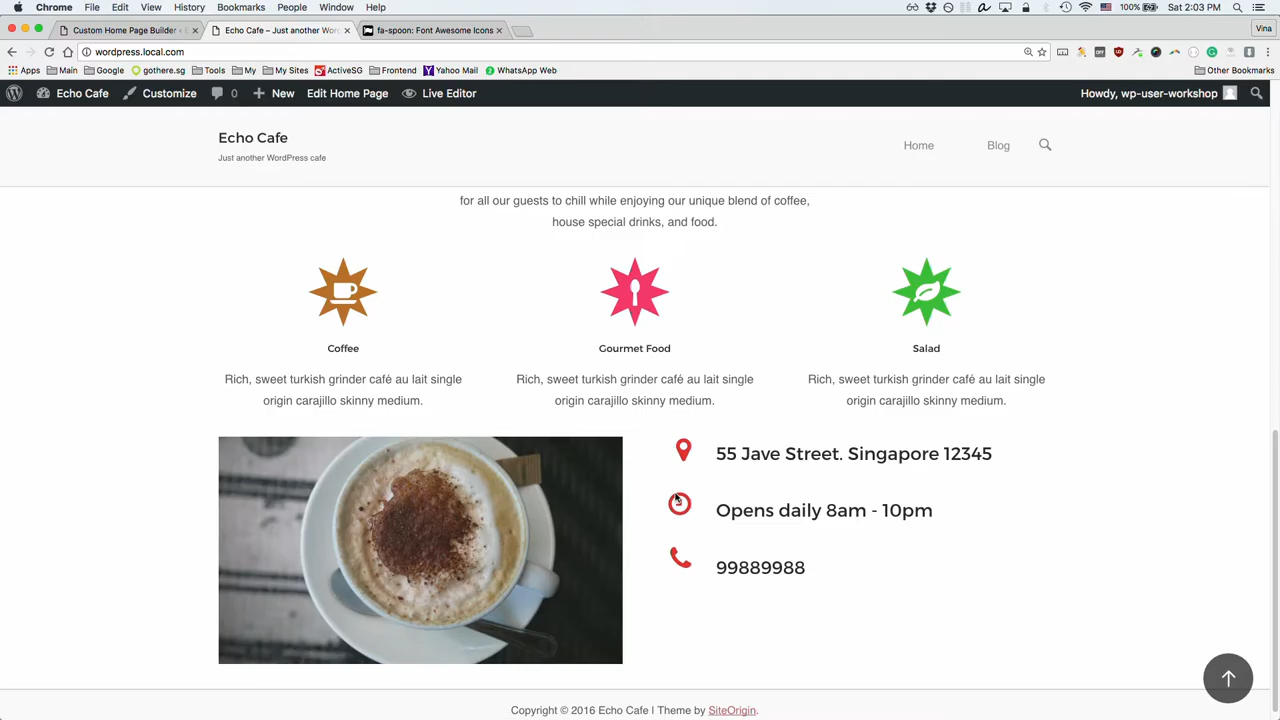 Chrome File Edit View History Bookmarks People Window Help
100% Sat 2:03 PM
Custom Home Page Builder ‹ E
Echo Cafe – Just another Wor
fa-spoon: Font Awesome Icons
Vina
wordpress.local.com
Apps Main Google gothere.sg Tools My My Sites ActiveSG Frontend Yahoo Mail WhatsApp Web Other Bookmarks
Echo Cafe Customize 0 New Edit Home Page Live Editor Howdy, wp-user-workshop
Echo Cafe
Just another WordPress cafe
Home Blog
for all our guests to chill while enjoying our unique blend of coffee,
house special drinks, and food.
Coffee
Rich, sweet turkish grinder café au lait single
origin carajillo skinny medium.
Gourmet Food
Rich, sweet turkish grinder café au lait single
origin carajillo skinny medium.
Salad
Rich, sweet turkish grinder café au lait single
origin carajillo skinny medium.
55 Jave Street. Singapore 12345
Opens daily 8am - 10pm
99889988
Copyright © 2016 Echo Cafe | Theme by SiteOrigin.